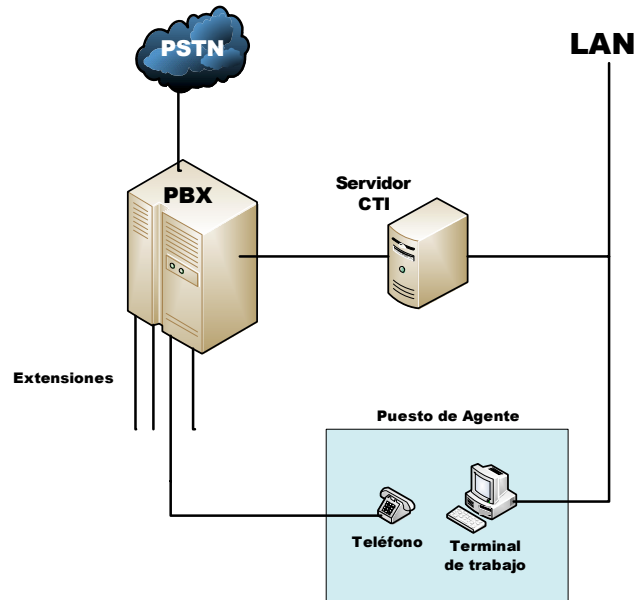 PSTN
LAN
PBX
Servidor
CTI
Extensiones
Puesto de Agente
Teléfono
Terminal
de trabajo